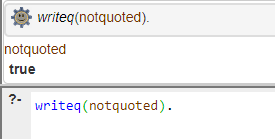 writeq(notquoted).
notquoted
true
?- writeq(notquoted).